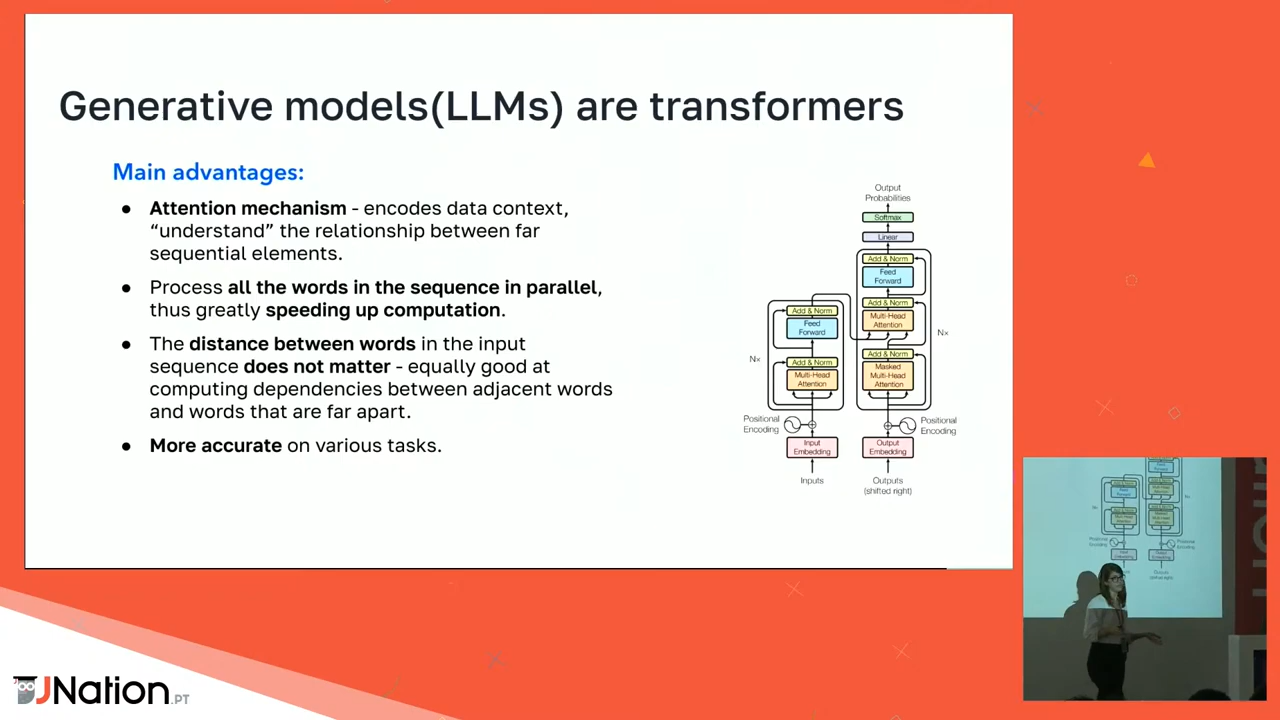 Generative models(LLMs) are transformers
Main advantages:
● Attention mechanism - encodes data context,
“understand” the relationship between far
sequential elements.
● Process all the words in the sequence in parallel,
thus greatly speeding up computation.
● The distance between words in the input
sequence does not matter - equally good at
computing dependencies between adjacent words
and words that are far apart.
● More accurate on various tasks.
Output
Probabilities
Softmax
Linear
Add & Norm
Feed
Forward
Add & Norm
Multi-Head
Attention
Add & Norm
Masked
Multi-Head
Attention
Nx
Positional
Encoding
Output
Embedding
Outputs
(shifted right)
Add & Norm
Feed
Forward
Add & Norm
Multi-Head
Attention
Nx
Positional
Encoding
Input
Embedding
Inputs
JNation.PT